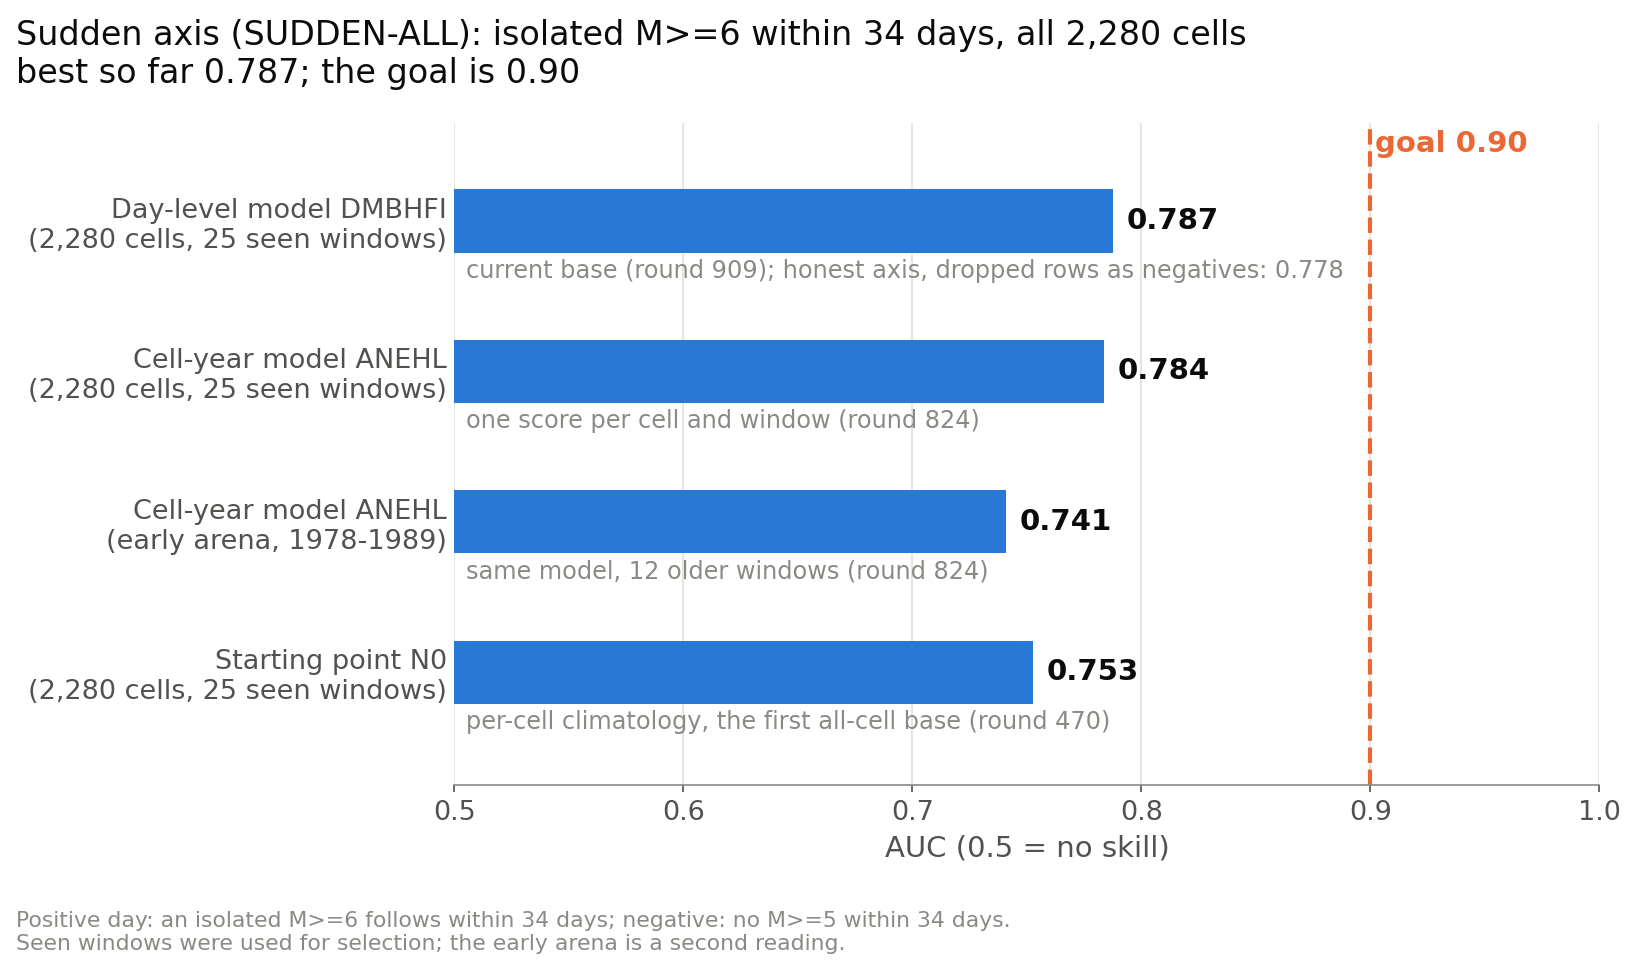 Sudden axis (SUDDEN-ALL): isolated M>=6 within 34 days, all 2,280 cells
best so far 0.787; the goal is 0.90
goal 0.90
Day-level model DMBHFI
(2,280 cells, 25 seen windows)
0.787
current base (round 909); honest axis, dropped rows as negatives: 0.778
Cell-year model ANEHL
(2,280 cells, 25 seen windows)
0.784
one score per cell and window (round 824)
Cell-year model ANEHL
(early arena, 1978-1989)
0.741
same model, 12 older windows (round 824)
Starting point N0
(2,280 cells, 25 seen windows)
0.753
per-cell climatology, the first all-cell base (round 470)
0.5 0.6 0.7 0.8 0.9 1.0
AUC (0.5 = no skill)
Positive day: an isolated M>=6 follows within 34 days; negative: no M>=5 within 34 days.
Seen windows were used for selection; the early arena is a second reading.